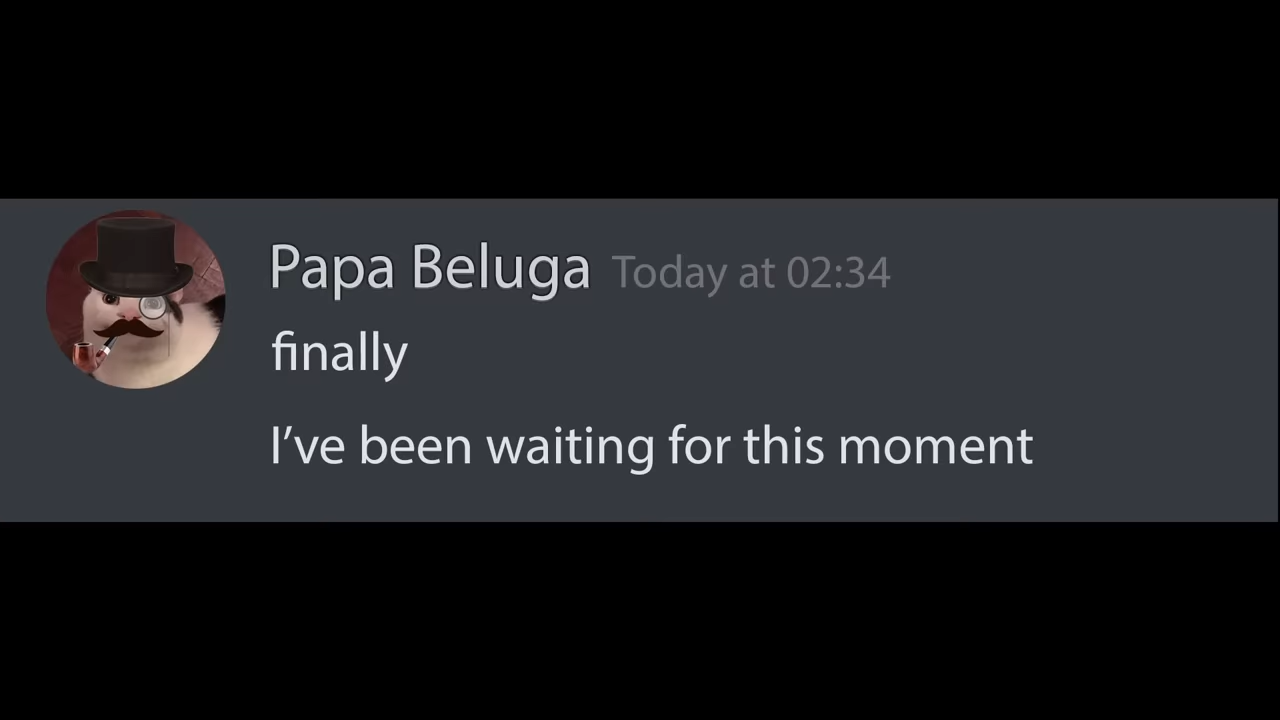 Papa Beluga Today at 02:34
finally
I’ve been waiting for this moment